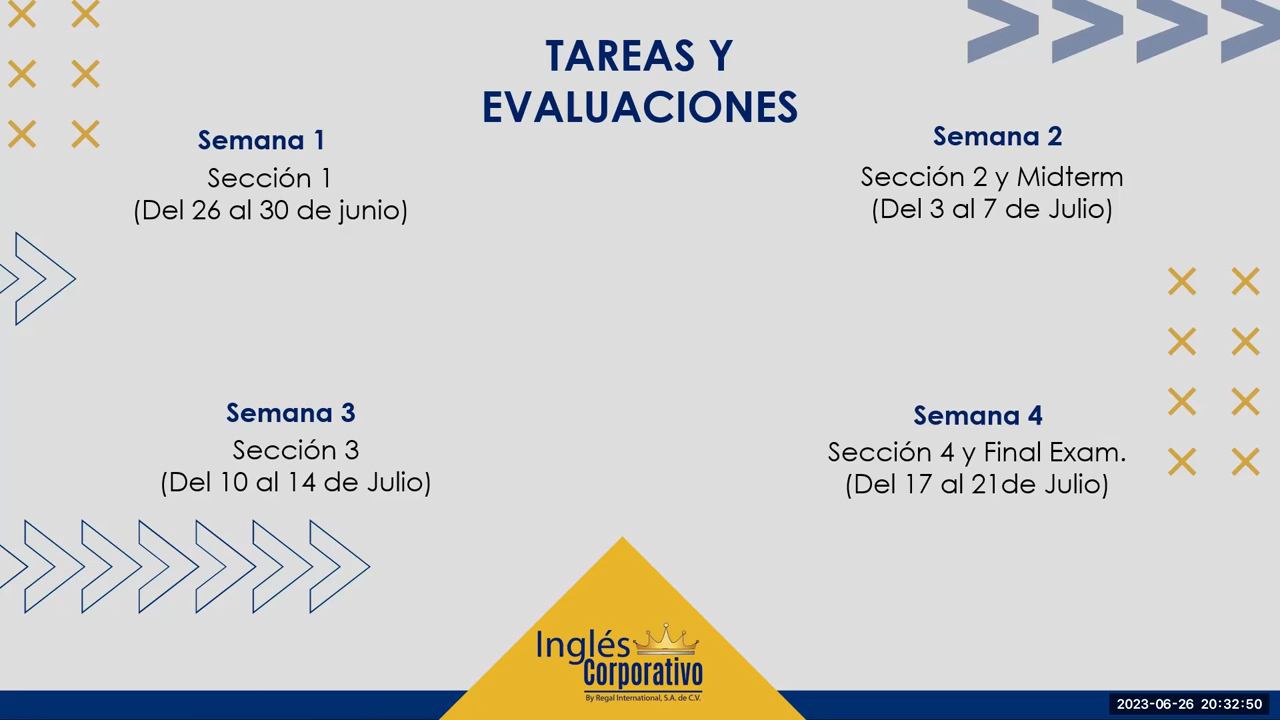 TAREAS Y
EVALUACIONES
Semana 1
Sección 1
(Del 26 al 30 de junio)
Semana 2
Sección 2 y Midterm
(Del 3 al 7 de Julio)
Semana 3
Sección 3
(Del 10 al 14 de Julio)
Semana 4
Sección 4 y Final Exam.
(Del 17 al 21de Julio)
Inglés
Corporativo
By Regal International, S.A. de C.V.
2023-06-26 20:32:50